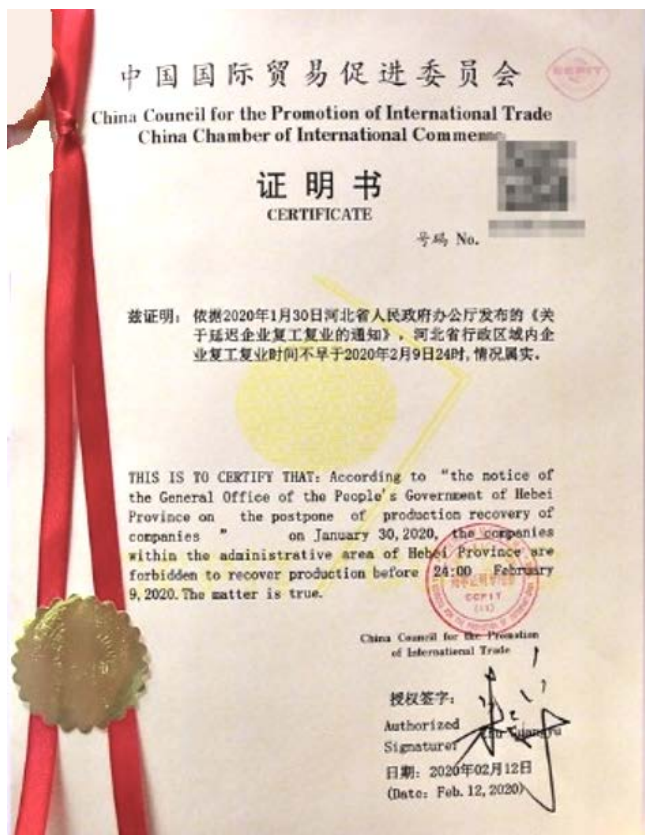 中国国际贸易促进委员会
CCPIT
China Council for the Promotion of International Trade
China Chamber of International Commerce
证明书
CERTIFICATE
号码 No.
兹证明：依据2020年1月30日河北省人民政府办公厅发布的《关
于延迟企业复工复业的通知》，河北省行政区域内企
业复工复业时间不早于2020年2月9日24时,情况属实。
THIS IS TO CERTIFY THAT: According to “the notice of
the General Office of the People's Government of Hebei
Province on the postpone of production recovery of
companies ” on January 30,2020, the companies
within the administrative area of Hebei Province are
forbidden to recover production before 24:00 February
9,2020.The matter is true.
CCPIT
China Council for the Promotion
of International Trade
授权签字：
Authorized
Signature:
日期：2020年02月12日
(Date: Feb.12,2020)